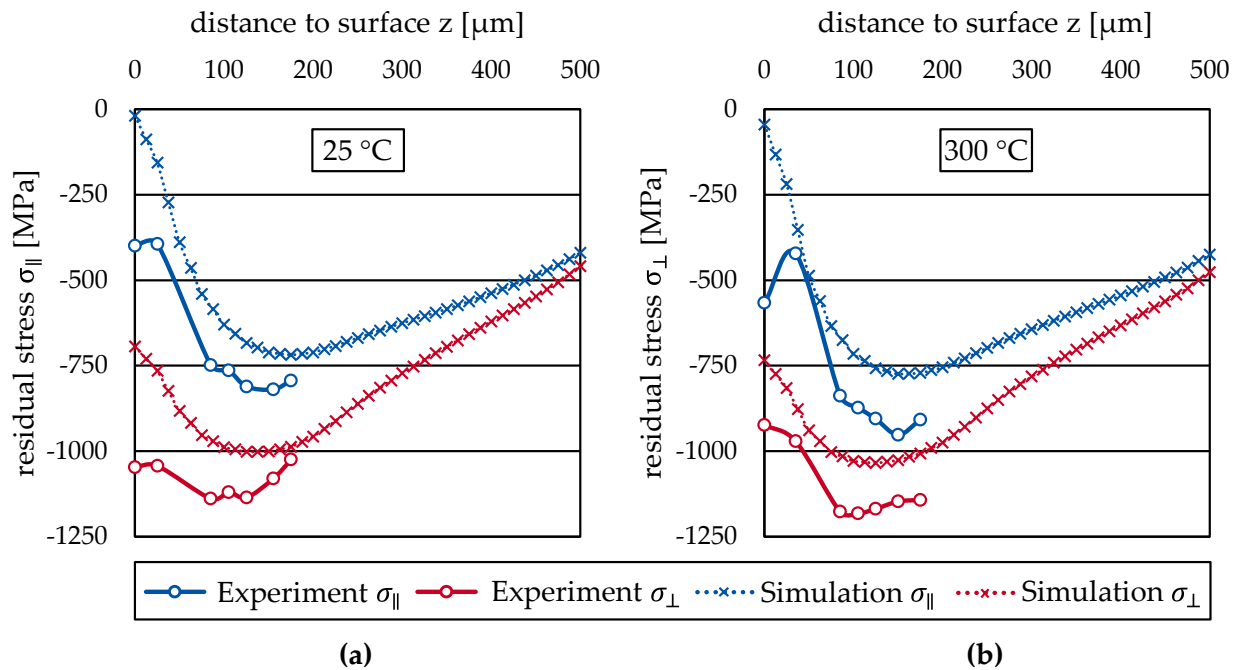 distance to surface z [µm]
0 100 200 300 400 500
residual stress σ∥ [MPa]
0
-250
-500
-750
-1000
-1250
25 °C
distance to surface z [µm]
0 100 200 300 400 500
residual stress σ⊥ [MPa]
0
-250
-500
-750
-1000
-1250
300 °C
Experiment σ∥ Experiment σ⊥ Simulation σ∥ Simulation σ⊥
(a) (b)